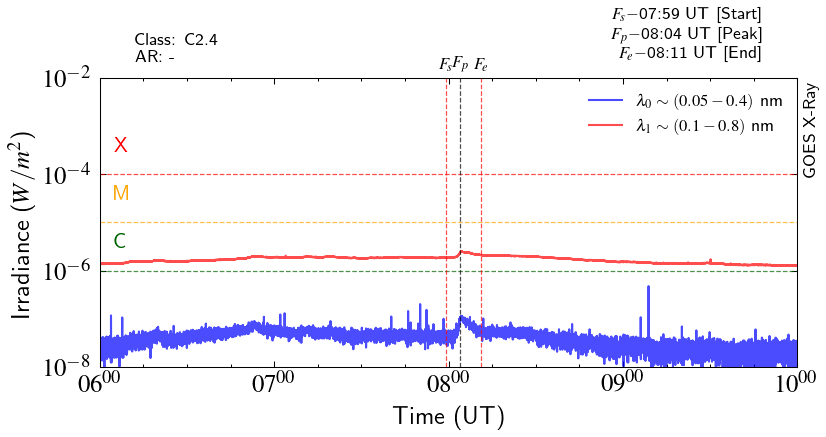 F_s−07:59 UT [Start]
Class: C2.4
F_p−08:04 UT [Peak]
AR: -
F_e−08:11 UT [End]
F_s F_p F_e
10^−2
λ_0 ∼ (0.05 − 0.4) nm
λ_1 ∼ (0.1 − 0.8) nm
GOES X-Ray
X
10^−4
M
C
10^−6
10^−8
Irradiance (W/m^2)
06^00 07^00 08^00 09^00 10^00
Time (UT)